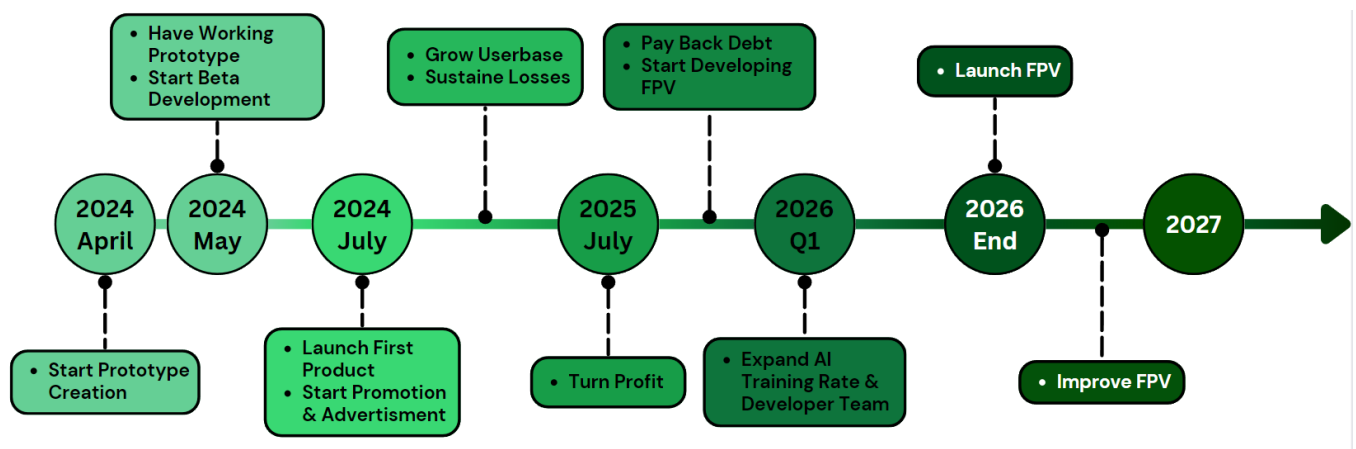 • Have Working
Prototype
• Start Beta
Development
• Grow Userbase
• Sustaine Losses
• Pay Back Debt
• Start Developing
FPV
• Launch FPV
2024
April
2024
May
2024
July
2025
July
2026
Q1
2026
End
2027
• Start Prototype
Creation
• Launch First
Product
• Start Promotion
& Advertisment
• Turn Profit
• Expand AI
Training Rate &
Developer Team
• Improve FPV